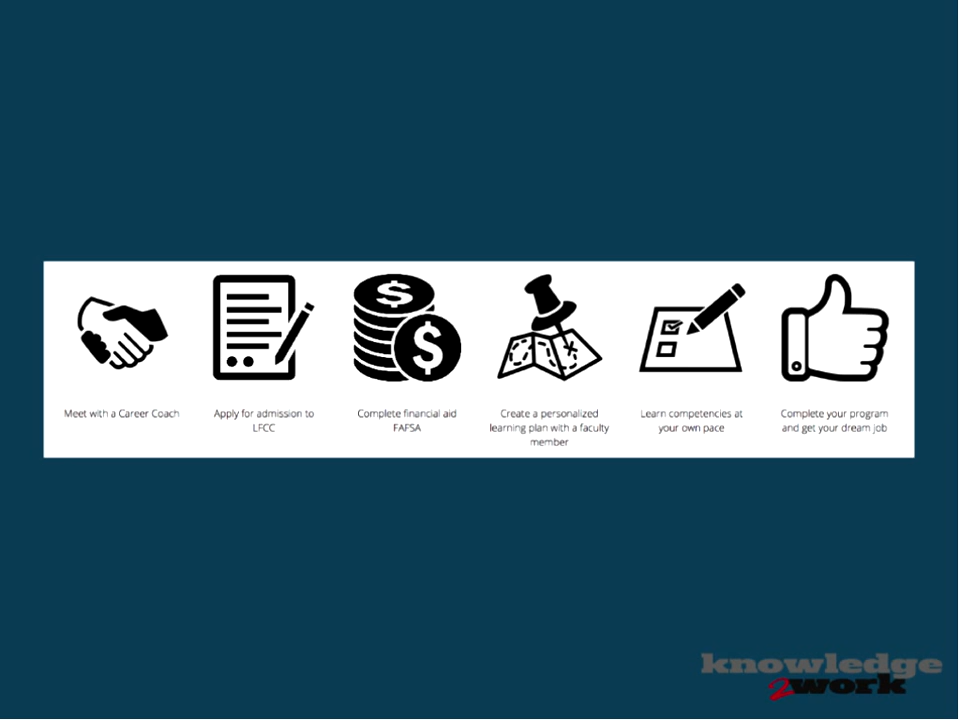 Meet with a Career Coach
Apply for admission to
LFCC
Complete financial aid
FAFSA
Create a personalized
learning plan with a faculty
member
Learn competencies at
your own pace
Complete your program
and get your dream job
knowledge
2work